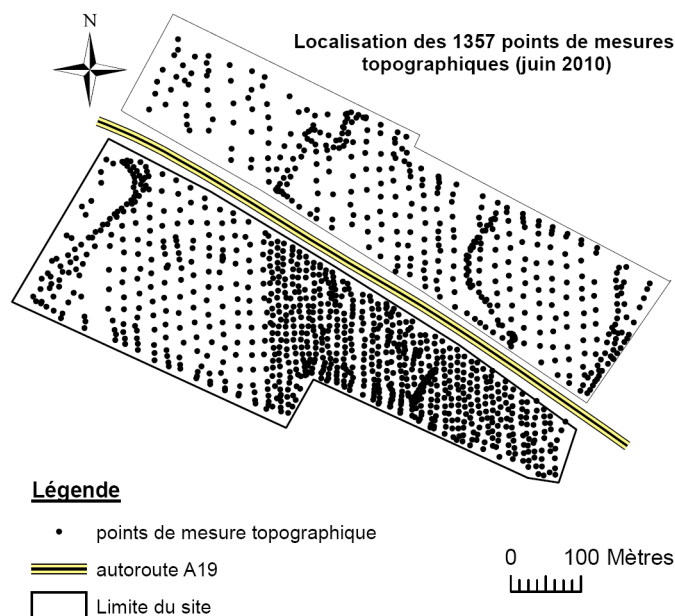 N
Localisation des 1357 points de mesures
topographiques (juin 2010)
Légende
points de mesure topographique
autoroute A19
Limite du site
0 100 Mètres